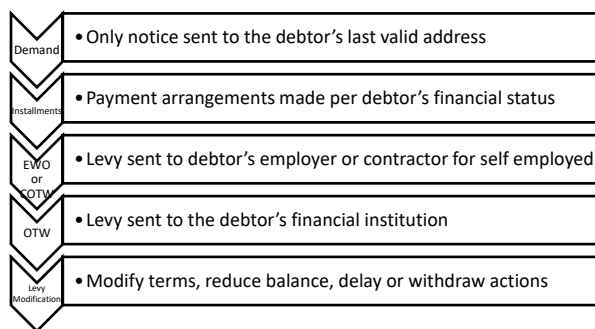 Demand
• Only notice sent to the debtor’s last valid address
Installments
• Payment arrangements made per debtor’s financial status
EWO
or
COTW
• Levy sent to debtor’s employer or contractor for self employed
OTW
• Levy sent to the debtor’s financial institution
Levy
Modification
• Modify terms, reduce balance, delay or withdraw actions